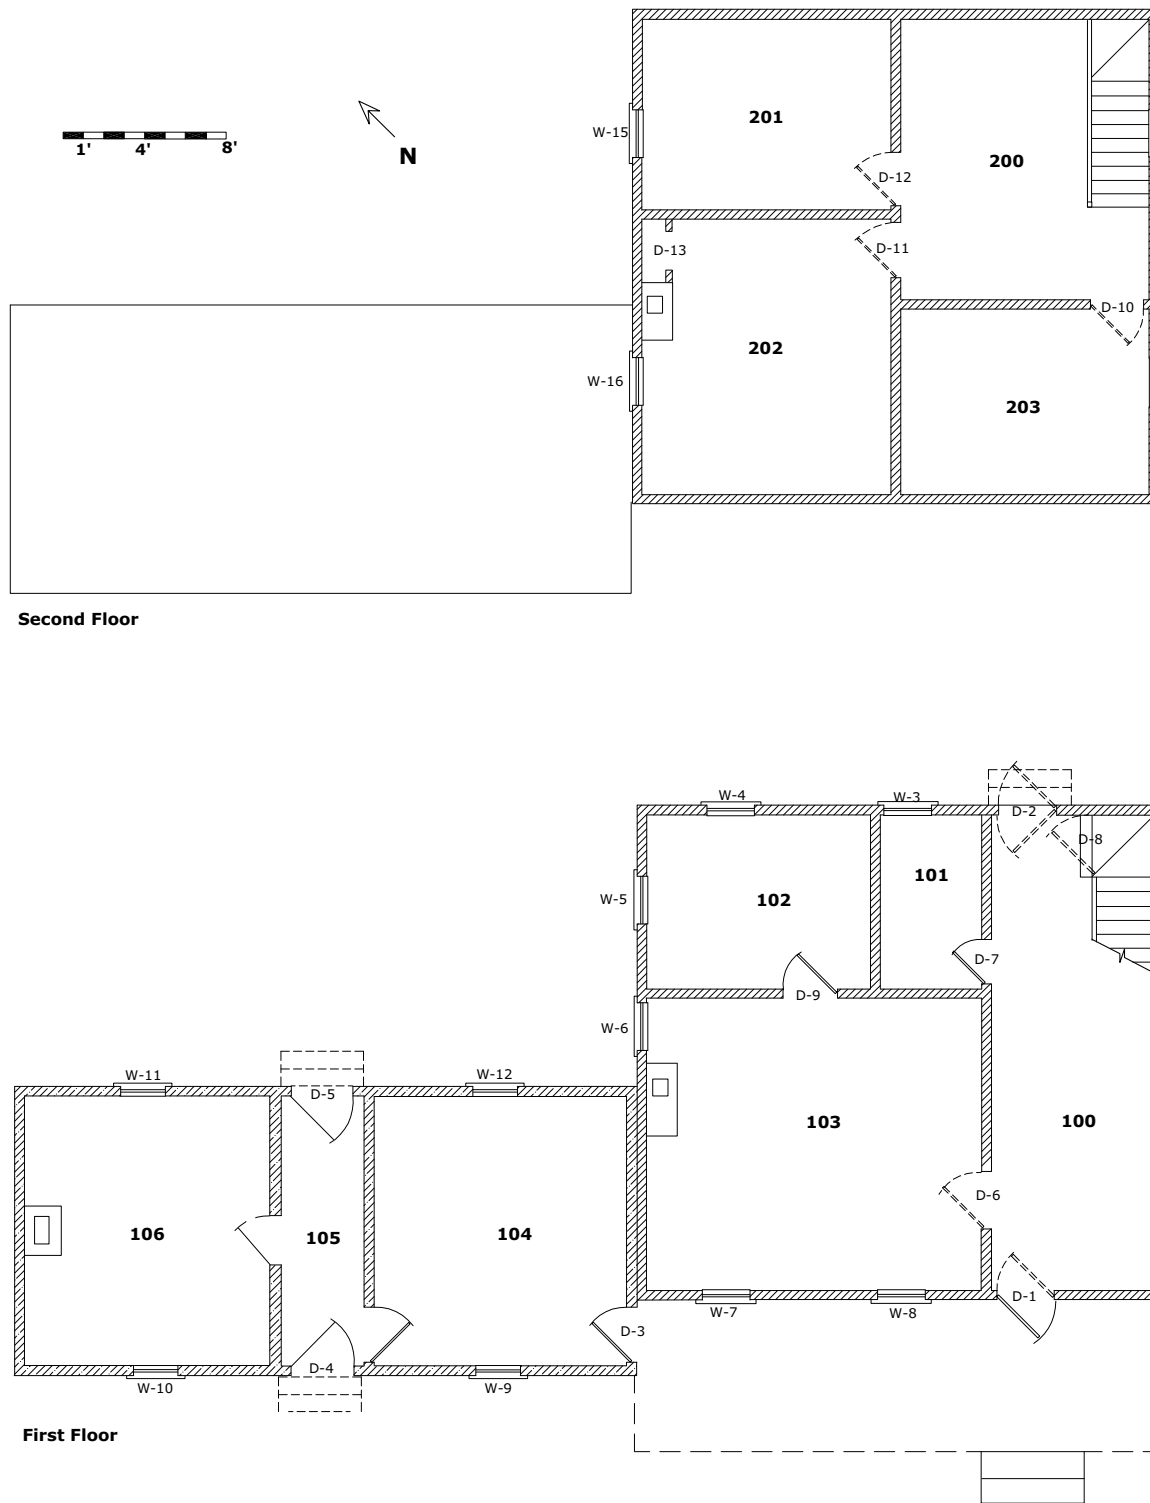 W-15
201
200
1' 4' 8'
N
D-12
D-13
D-11
D-10
202
W-16
203
Second Floor
W-4
W-3
D-2
D-8
101
102
W-5
D-7
D-9
W-6
W-11
W-12
D-5
103
100
D-6
106
105
104
D-1
D-3
W-7
W-8
D-4
W-10
W-9
First Floor